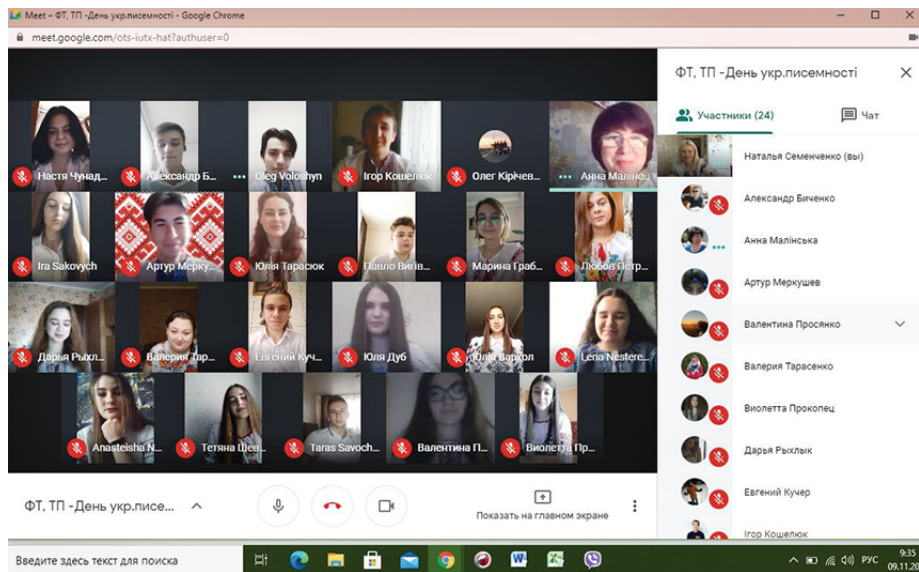 Meet – ФТ, ТП -День укр.писемності - Google Chrome
meet.google.com/ots-iutx-hat?authuser=0
ФТ, ТП -День укр.писемності
Участники (24)
Чат
Настя Чунад...
Александр Б...
Oleg Voloshyn
Ігор Кошелюк
Олег Кірічев...
Анна Малінс...
Ira Sakovych
Артур Мерку...
Юлія Тарасюк
Павло Вигів...
Марина Граб...
Любов Петр...
Дарья Рыхл...
Валерия Тар...
Евгений Куч...
Юля Дуб
Юлія Вархол
Lena Nestere...
Anasteisha N...
Тетяна Шев...
Taras Savoch...
Валентина П...
Виолетта Пр...
Наталья Семенченко (вы)
Александр Биченко
Анна Малінська
Артур Меркушев
Валентина Просянко
Валерия Тарасенко
Виолетта Прокопец
Дарья Рыхлык
Евгений Кучер
Ігор Кошелюк
ФТ, ТП -День укр.писе...
Показать на главном экране
Введите здесь текст для поиска
РУС
9:35
09.11.20